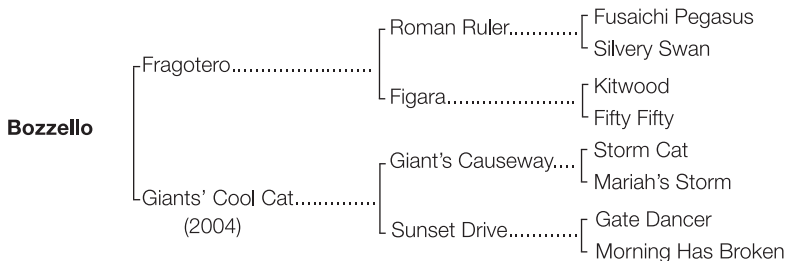 Fusaichi Pegasus
Roman Ruler............
Silvery Swan
Fragotero........................
Kitwood
Figara......................
Fifty Fifty
Bozzello
Storm Cat
Giant's Causeway....
Mariah's Storm
Giants' Cool Cat..............
(2004)
Gate Dancer
Sunset Drive............
Morning Has Broken